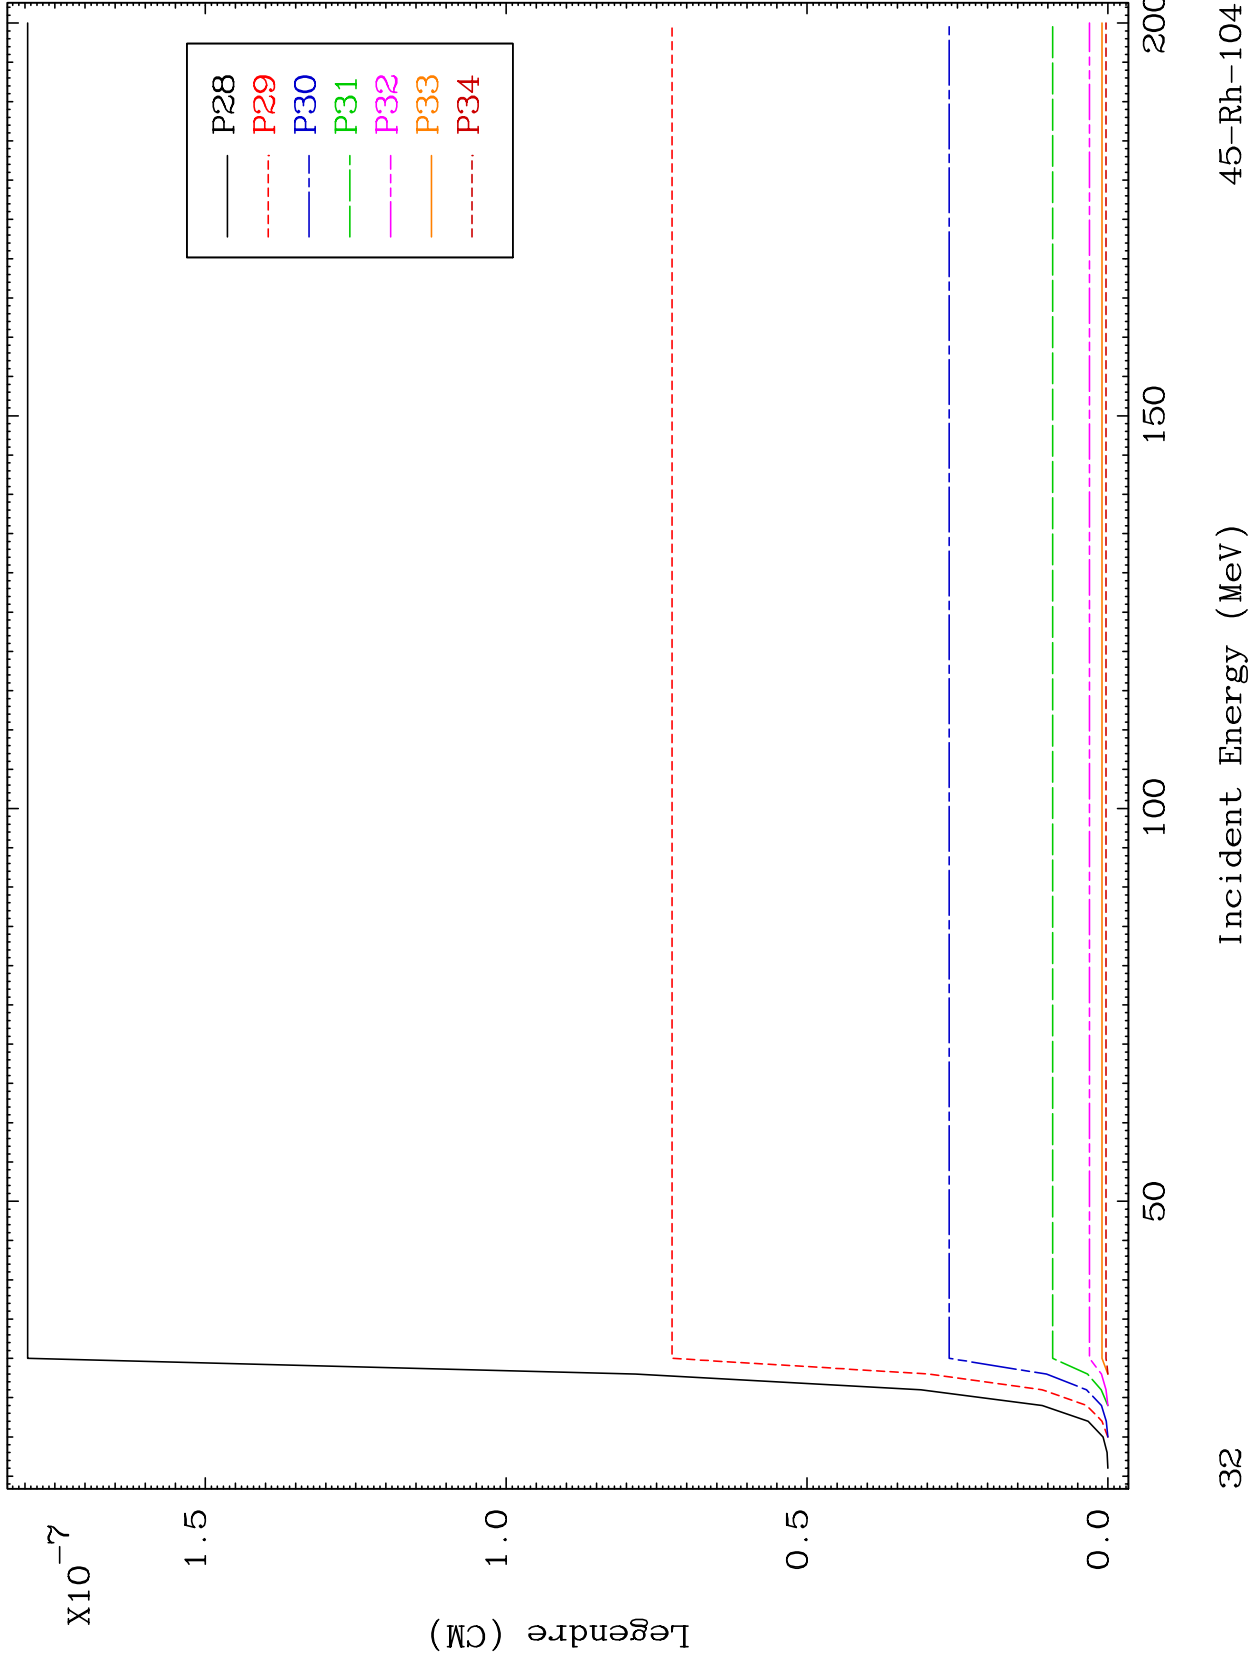 X10-7
1.5
1.0
0.5
0.0
Legendre (CM)
P28
P29
P30
P31
P32
P33
P34
50
100
150
200
32
Incident Energy (MeV)
45-Rh-104